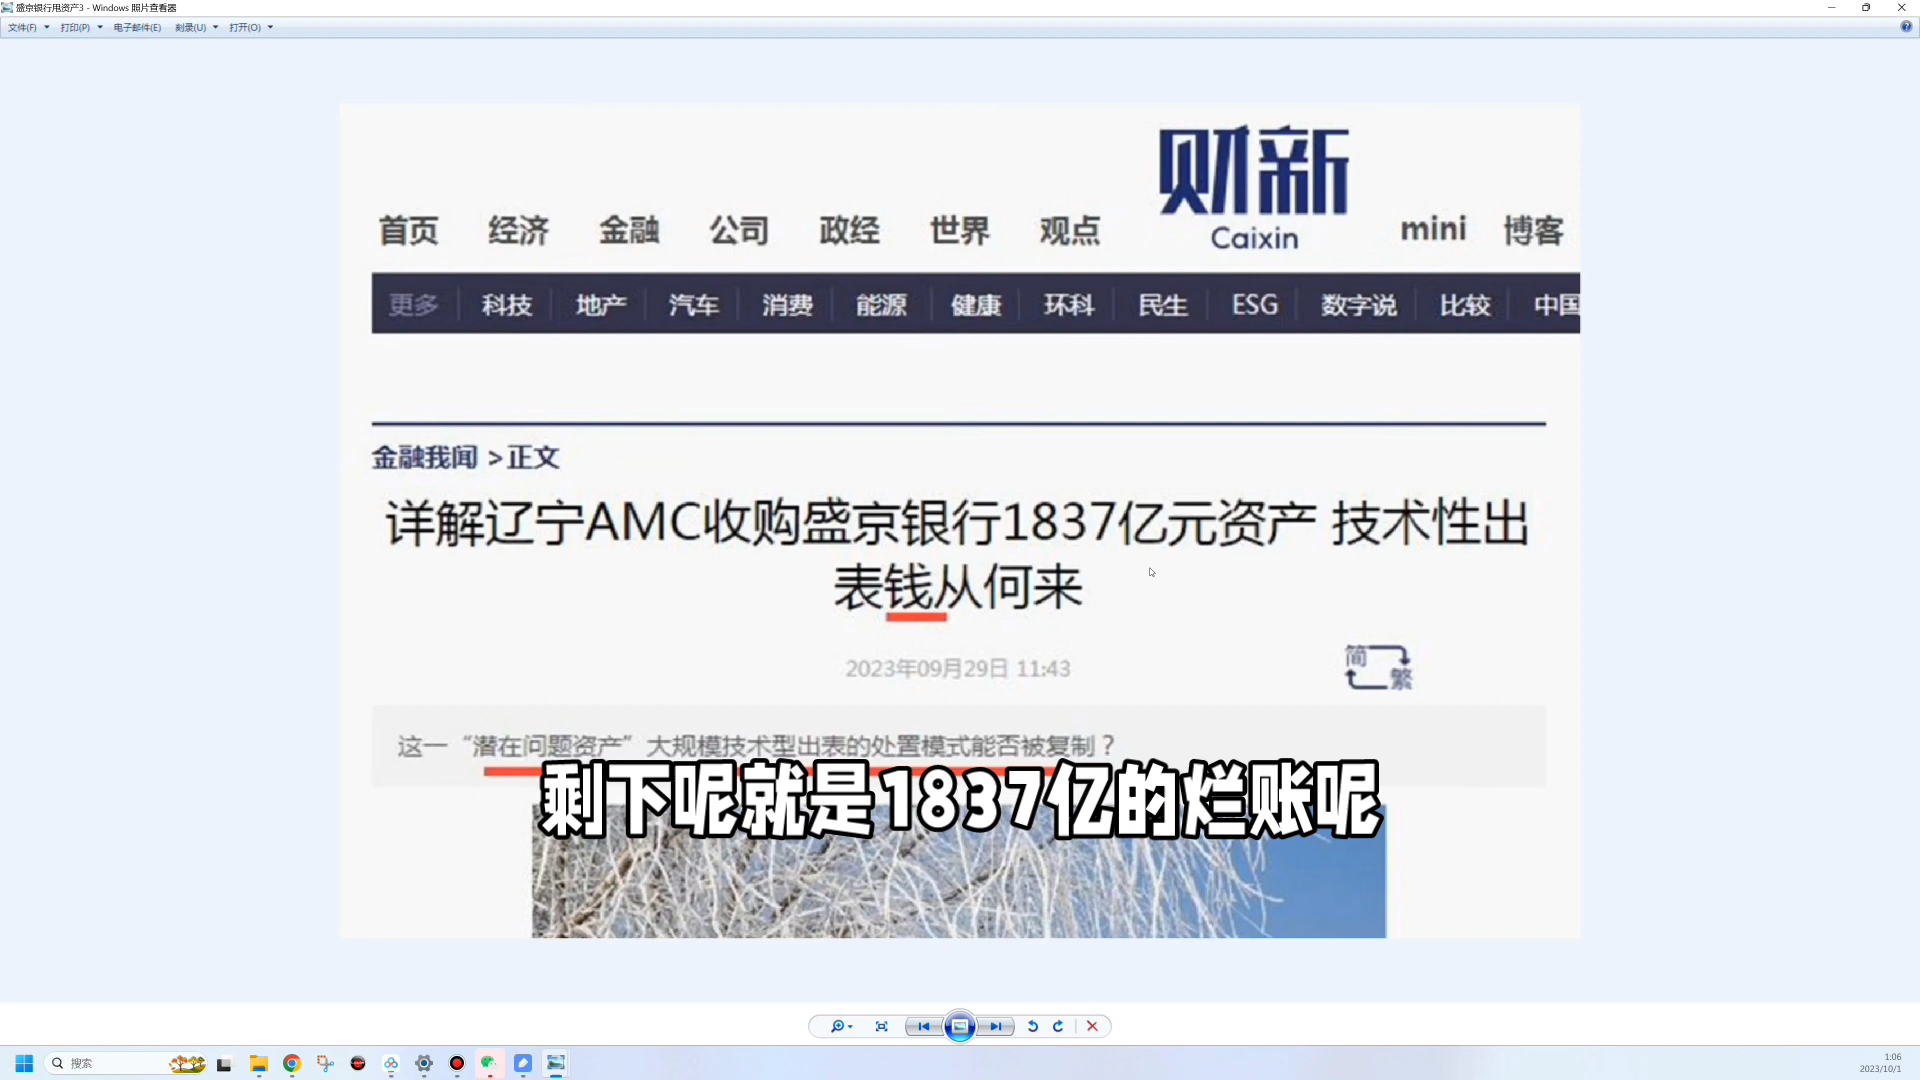 盛京银行甩资产3 - Windows 照片查看器
文件(F) 打印(P) 电子邮件(E) 刻录(U) 打开(O)
财新
Caixin
首页 经济 金融 公司 政经 世界 观点 mini 博客
更多 科技 地产 汽车 消费 能源 健康 环科 民生 ESG 数字说 比较 中国
金融我闻 >正文
详解辽宁AMC收购盛京银行1837亿元资产 技术性出
表钱从何来
2023年09月29日 11:43
简
繁
这一“潜在问题资产”大规模技术型出表的处置模式能否被复制？
剩下呢就是1837亿的烂账呢
搜索
1:06
2023/10/1